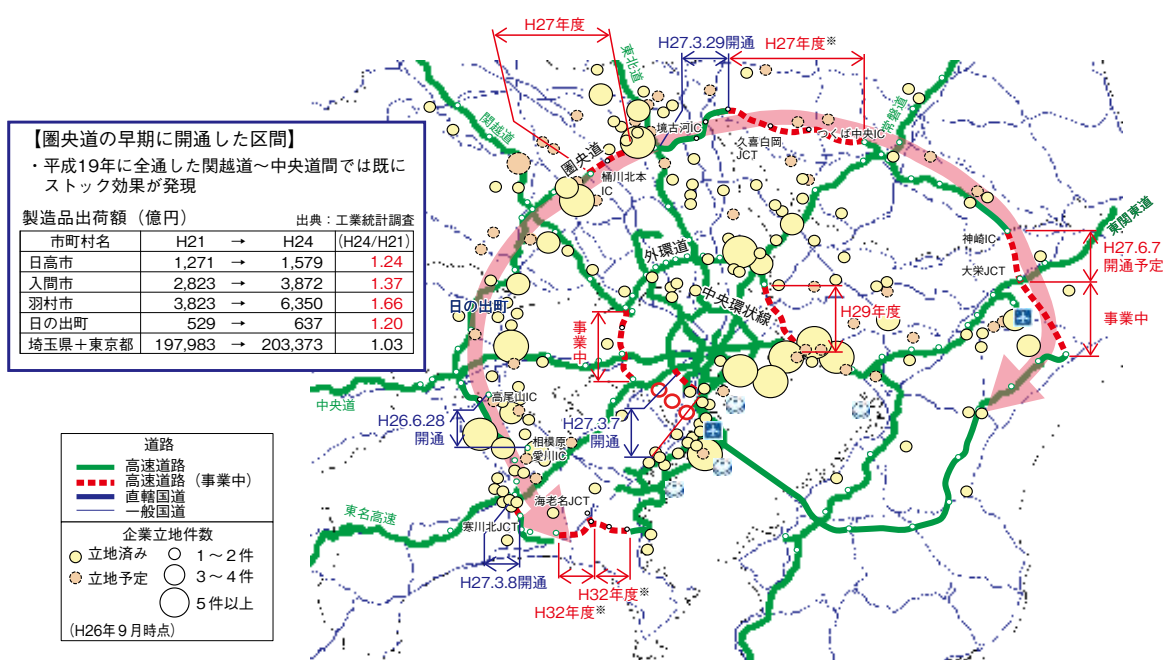 【圏央道の早期に開通した区間】
・平成19年に全通した関越道～中央道間では既に
ストック効果が発現
製造品出荷額（億円）
出典：工業統計調査
市町村名 H21 → H24 (H24/H21)
日高市 1,271 → 1,579 1.24
入間市 2,823 → 3,872 1.37
羽村市 3,823 → 6,350 1.66
日の出町 529 → 637 1.20
埼玉県＋東京都 197,983 → 203,373 1.03
H27年度
H27.3.29開通
H27年度※
東北道
関越道
常磐道
境古河IC
つくば中央IC
久喜白岡
JCT
圏央道
桶川北本
IC
東関東道
神崎IC
H27.6.7
開通予定
大栄JCT
外環道
日の出町
中央環状線
H29年度
事業中
事業中
中央道
高尾山IC
H26.6.28
開通
H27.3.7
開通
相模原
愛川IC
海老名JCT
東名高速
寒川北JCT
H27.3.8開通
H32年度※
H32年度※
道路
高速道路
高速道路（事業中）
直轄国道
一般国道
企業立地件数
立地済み
立地予定
1～2件
3～4件
5件以上
（H26年9月時点）